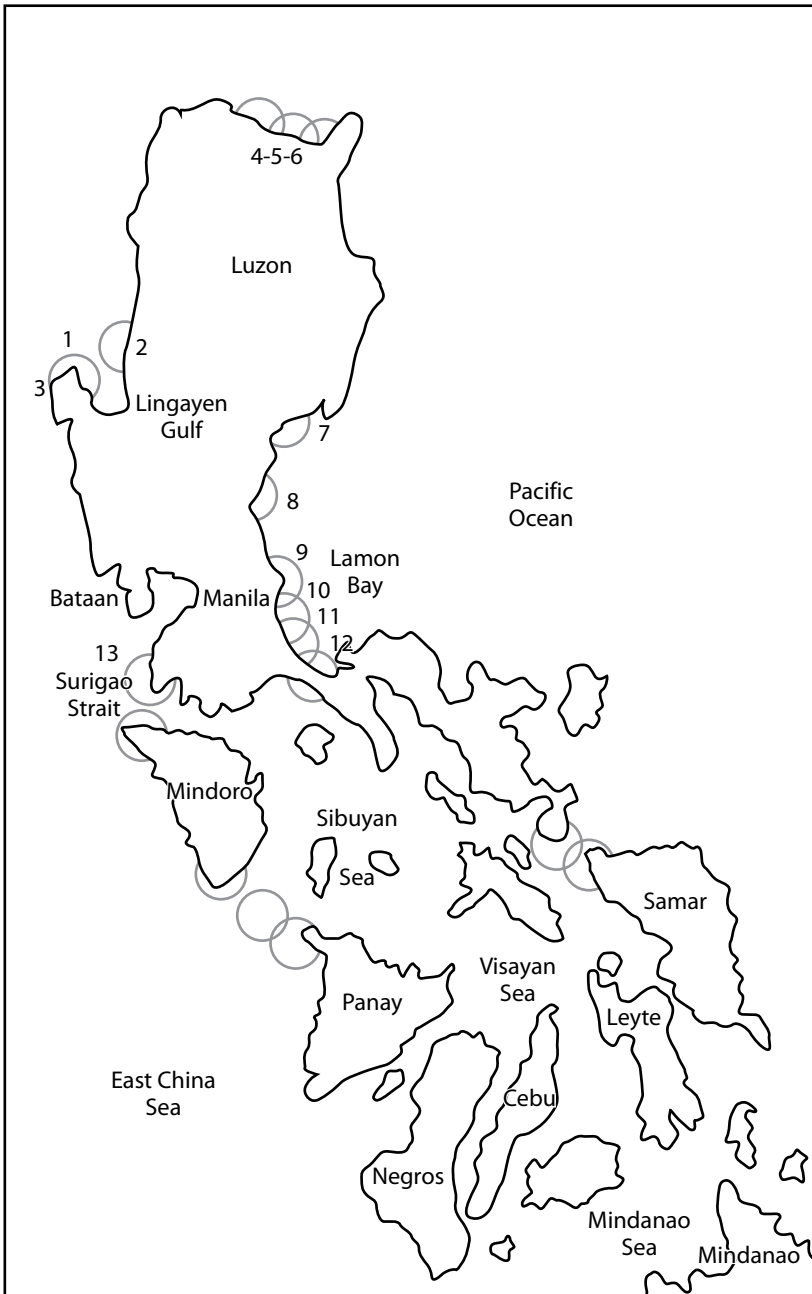 4-5-6
Luzon
1
2
3
Lingayen
Gulf
7
Pacific
Ocean
8
9
Lamon
Bay
10
Bataan
Manila
11
12
13
Surigao
Strait
Mindoro
Sibuyan
Sea
Samar
Visayan
Sea
Panay
Leyte
East China
Sea
Cebu
Negros
Mindanao
Sea
Mindanao